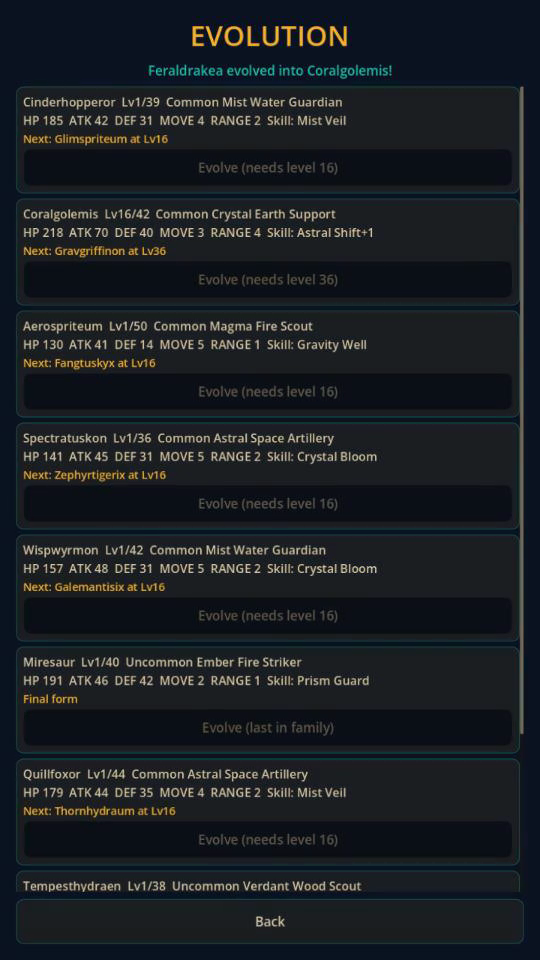 EVOLUTION
Feraldrakea evolved into Coralgolemis!
Cinderhopperor Lv1/39 Common Mist Water Guardian
HP 185 ATK 42 DEF 31 MOVE 4 RANGE 2 Skill: Mist Veil
Next: Glimspriteum at Lv16
Evolve (needs level 16)
Coralgolemis Lv16/42 Common Crystal Earth Support
HP 218 ATK 70 DEF 40 MOVE 3 RANGE 4 Skill: Astral Shift+1
Next: Gravgriffinon at Lv36
Evolve (needs level 36)
Aerospriteum Lv1/50 Common Magma Fire Scout
HP 130 ATK 41 DEF 14 MOVE 5 RANGE 1 Skill: Gravity Well
Next: Fangtuskyx at Lv16
Evolve (needs level 16)
Spectratuskon Lv1/36 Common Astral Space Artillery
HP 141 ATK 45 DEF 31 MOVE 5 RANGE 2 Skill: Crystal Bloom
Next: Zephyrtigerix at Lv16
Evolve (needs level 16)
Wispwyrmon Lv1/42 Common Mist Water Guardian
HP 157 ATK 48 DEF 31 MOVE 5 RANGE 2 Skill: Crystal Bloom
Next: Galemantisix at Lv16
Evolve (needs level 16)
Miresaur Lv1/40 Uncommon Ember Fire Striker
HP 191 ATK 46 DEF 42 MOVE 2 RANGE 1 Skill: Prism Guard
Final form
Evolve (last in family)
Quillfoxor Lv1/44 Common Astral Space Artillery
HP 179 ATK 44 DEF 35 MOVE 4 RANGE 2 Skill: Mist Veil
Next: Thornhydraum at Lv16
Evolve (needs level 16)
Tempesthydraen Lv1/38 Uncommon Verdant Wood Scout
Back